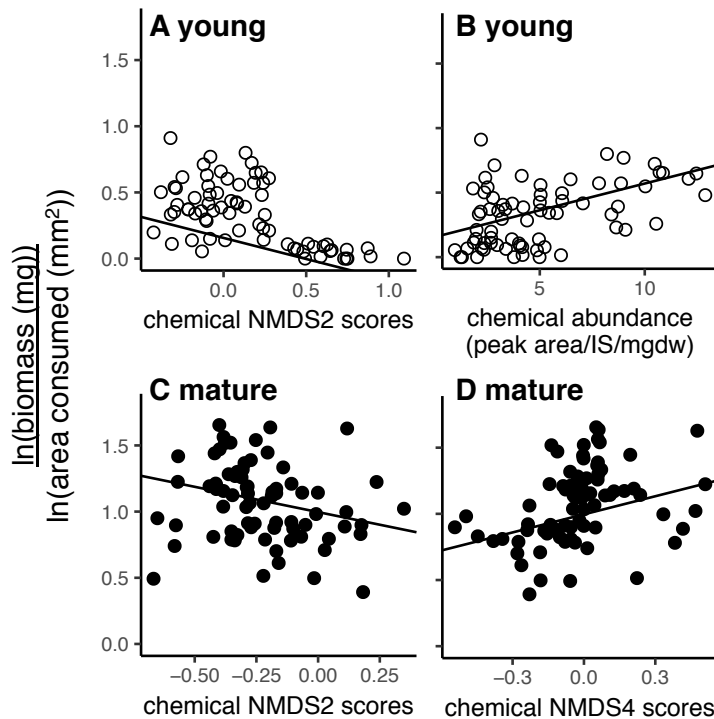 A young
B young
ln(biomass (mg))
ln(area consumed (mm²))
1.5
1.0
0.5
0.0
0.0
0.5
1.0
chemical NMDS2 scores
5
10
chemical abundance
(peak area/IS/mgdw)
C mature
D mature
1.5
1.0
0.5
0.0
−0.50
−0.25
0.00
0.25
chemical NMDS2 scores
−0.3
0.0
0.3
chemical NMDS4 scores